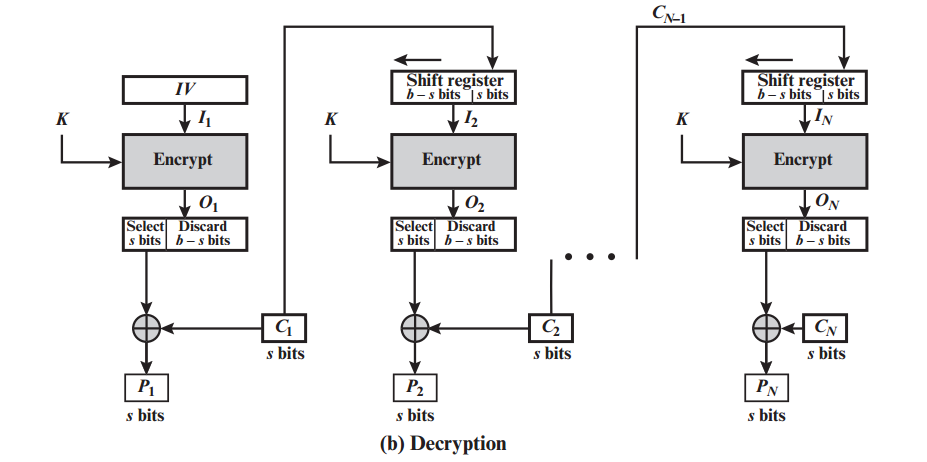 C_{N–1}
IV
Shift register
b – s bits | s bits
Shift register
b – s bits | s bits
K
I_1
K
I_2
K
I_N
Encrypt
Encrypt
Encrypt
O_1
O_2
O_N
Select Discard
s bits b – s bits
Select Discard
s bits b – s bits
Select Discard
s bits b – s bits
• • •
C_1
C_2
C_N
s bits
s bits
s bits
P_1
P_2
P_N
s bits
s bits
s bits
(b) Decryption